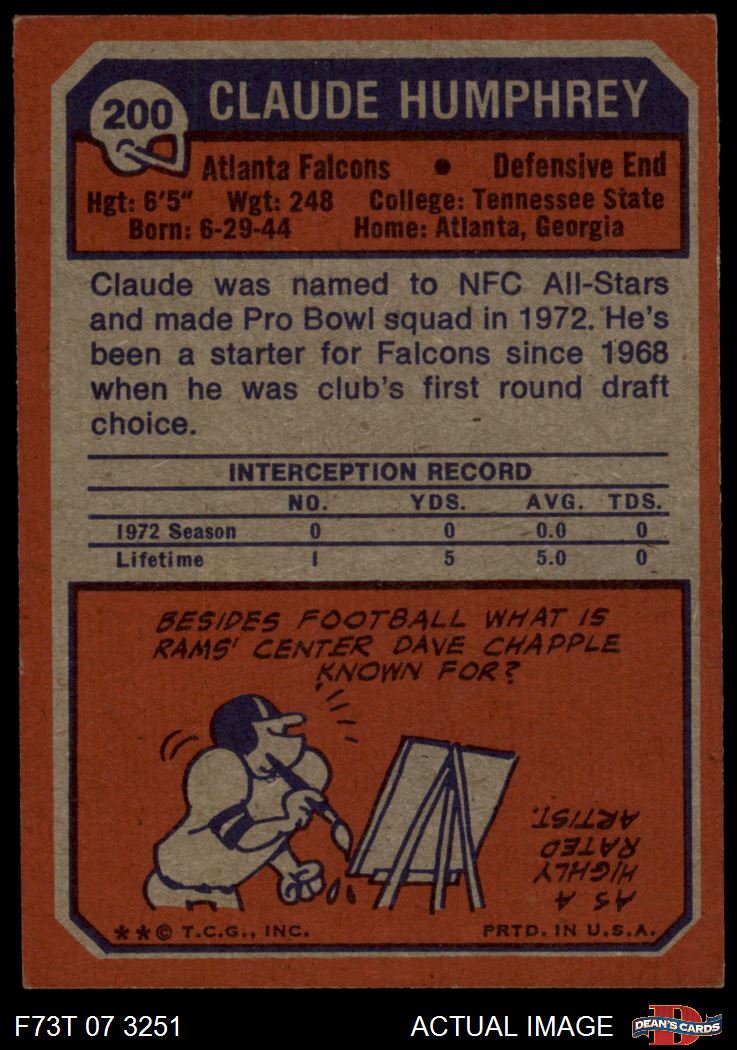 200 CLAUDE HUMPHREY
Atlanta Falcons • Defensive End
Hgt: 6'5" Wgt: 248 College: Tennessee State
Born: 6-29-44 Home: Atlanta, Georgia
Claude was named to NFC All-Stars
and made Pro Bowl squad in 1972. He's
been a starter for Falcons since 1968
when he was club's first round draft
choice.
INTERCEPTION RECORD
NO. YDS. AVG. TDS.
1972 Season 0 0 0.0 0
Lifetime 1 5 5.0 0
BESIDES FOOTBALL WHAT IS
RAMS' CENTER DAVE CHAPPLE
KNOWN FOR?
AS A
HIGHLY
RATED
ARTIST.
**© T.C.G., INC. PRTD. IN U.S.A.
F73T 07 3251 ACTUAL IMAGE D DEAN'S CARDS